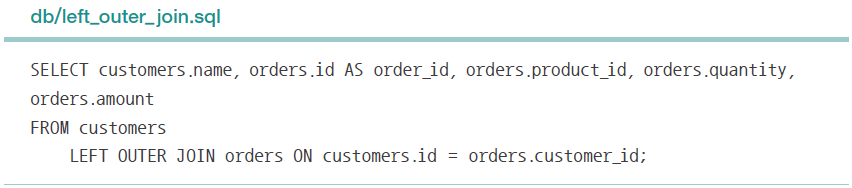 db/left_outer_join.sql
SELECT customers.name, orders.id AS order_id, orders.product_id, orders.quantity,
orders.amount
FROM customers
    LEFT OUTER JOIN orders ON customers.id = orders.customer_id;